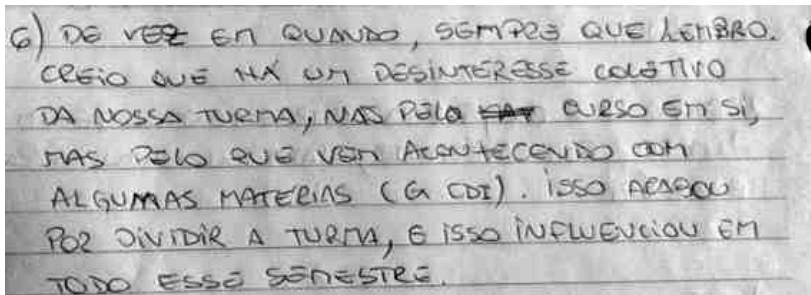 6) DE VEZ EM QUANDO, SEMPRE QUE LEMBRO.
CREIO QUE HÁ UM DESINTERESSE COLETIVO
DA NOSSA TURMA, NAS PELO CURSO EM SI,
MAS PELO QUE VEM ACONTECENDO COM
ALGUMAS MATERIAS (G CDI). ISSO ACABOU
POR DIVIDIR A TURMA, E ISSO INFLUENCIOU EM
TODO ESSE SEMESTRE.